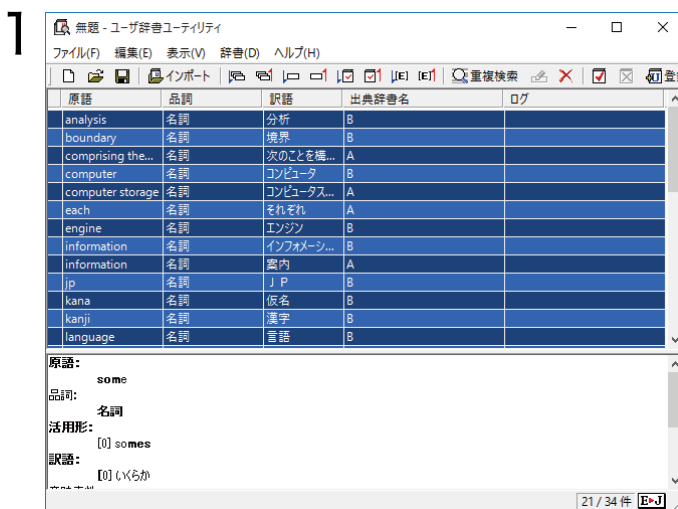 1
無題 - ユーザ辞書ユーティリティ
ファイル(F) 編集(E) 表示(V) 辞書(D) ヘルプ(H)
インポート [E] [E] 重複検索
原語 品詞 訳語 出典辞書名 ログ
analysis 名詞 分析 B
boundary 名詞 境界 B
comprising the... 名詞 次のことを構... A
computer 名詞 コンピュータ B
computer storage 名詞 コンピュータス... A
each 名詞 それぞれ A
engine 名詞 エンジン B
information 名詞 インフォメーシ... B
information 名詞 案内 A
jp 名詞 ＪＰ B
kana 名詞 仮名 B
kanji 名詞 漢字 B
language 名詞 言語 B
原語:
some
品詞:
名詞
活用形:
[0] somes
訳語:
[0] いくらか
21 / 34 件 E▸J